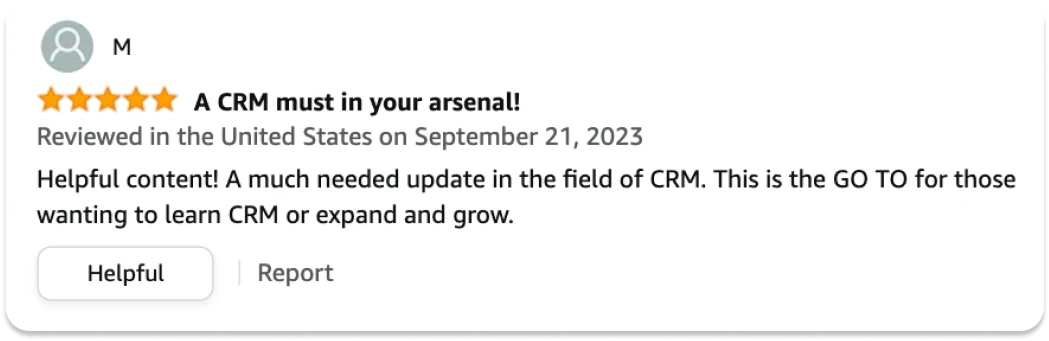 M
A CRM must in your arsenal!
Reviewed in the United States on September 21, 2023
Helpful content! A much needed update in the field of CRM. This is the GO TO for those
wanting to learn CRM or expand and grow.
Helpful | Report